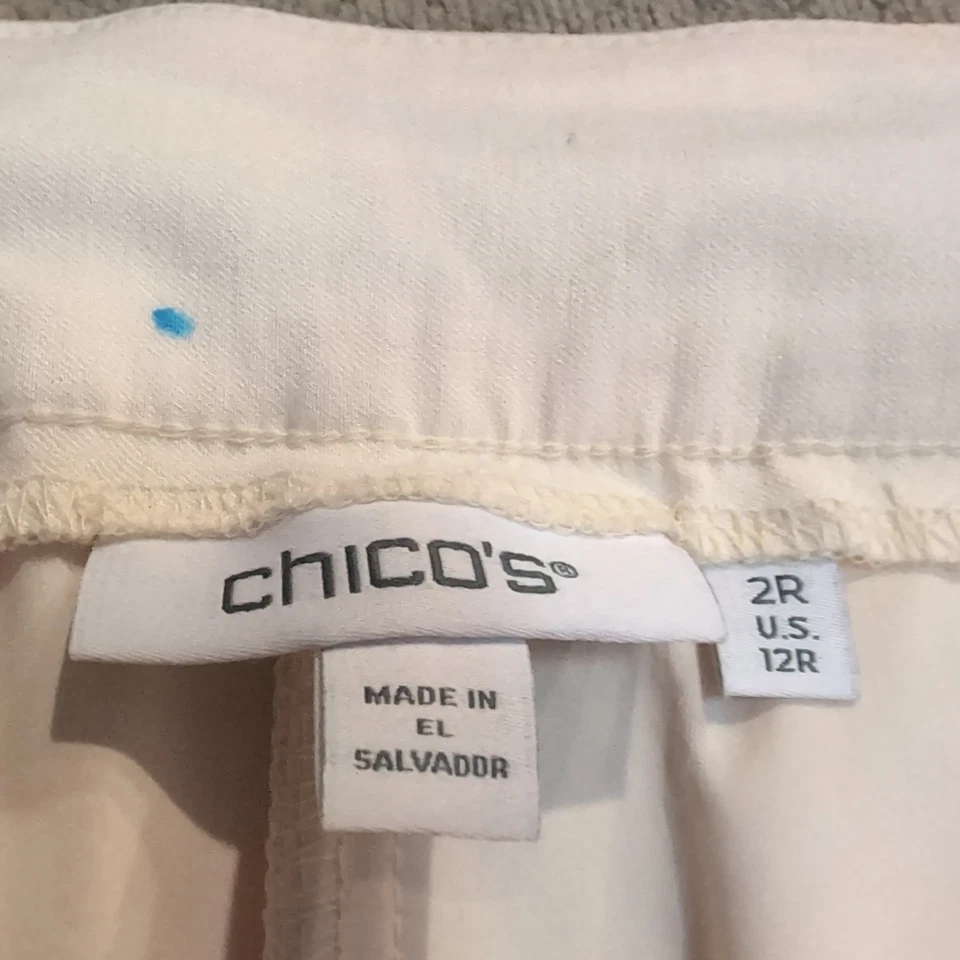 chico's®
2R
U.S.
12R
MADE IN
EL
SALVADOR